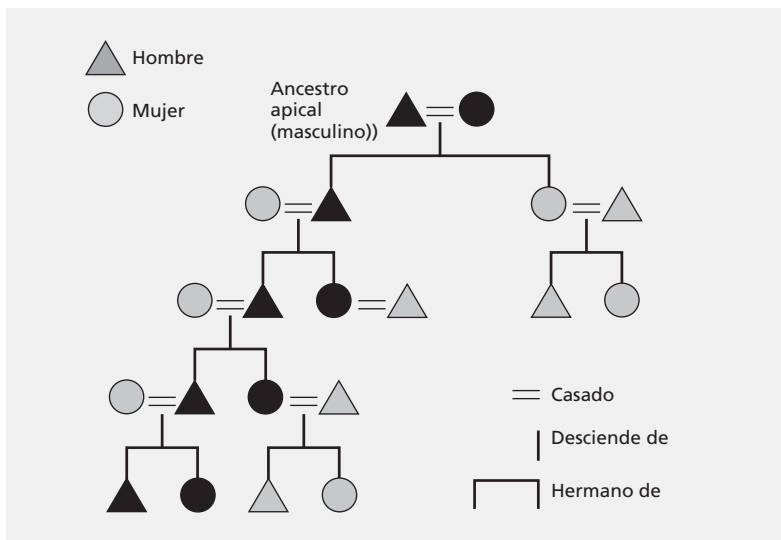 Hombre
Mujer
Ancestro
apical
(masculino))
Casado
Desciende de
Hermano de